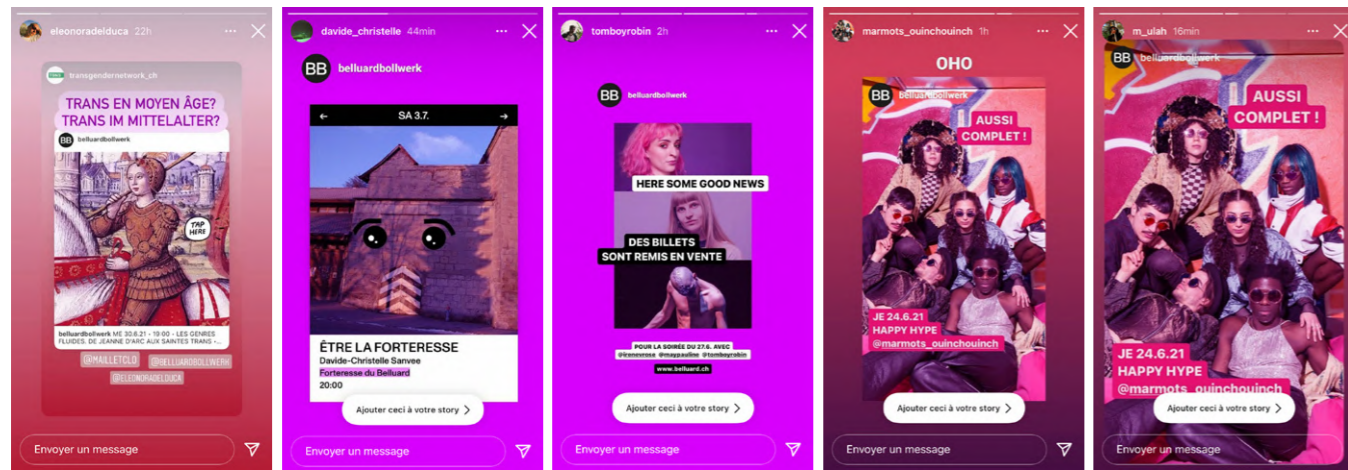 eleonoradelduca 22h
transgendernetwork_ch
TRANS EN MOYEN ÂGE?
TRANS IM MITTELALTER?
BB belluardbollwerk
TAP
HERE
belluardbollwerk ME 30.6.21 - 19:00 - LES GENRES
FLUIDES. DE JEANNE D'ARC AUX SAINTES TRANS -...
@MAILLETCLO @BELLUARDBOLLWERK
@ELEONORADELDUCA
Envoyer un message
davide_christelle 44min
BB belluardbollwerk
← SA 3.7. →
ÊTRE LA FORTERESSE
Davide-Christelle Sanvee
Forteresse du Belluard
20:00
Ajouter ceci à votre story >
Envoyer un message
tomboyrobin 2h
BB belluardbollwerk
HERE SOME GOOD NEWS
DES BILLETS
SONT REMIS EN VENTE
POUR LA SOIRÉE DU 27.6. AVEC
@irenesrose @maypauline @tomboyrobin
www.belluard.ch
Ajouter ceci à votre story >
Envoyer un message
marmots_ouinchouinch 1h
OHO
BB belluardbollwerk
AUSSI
COMPLET !
JE 24.6.21
HAPPY HYPE
@marmots_ouinchouinch
Ajouter ceci à votre story >
Envoyer un message
m_ulah 16min
BB belluardbollwerk
AUSSI
COMPLET !
JE 24.6.21
HAPPY HYPE
@marmots_ouinchouinch
Ajouter ceci à votre story >
Envoyer un message